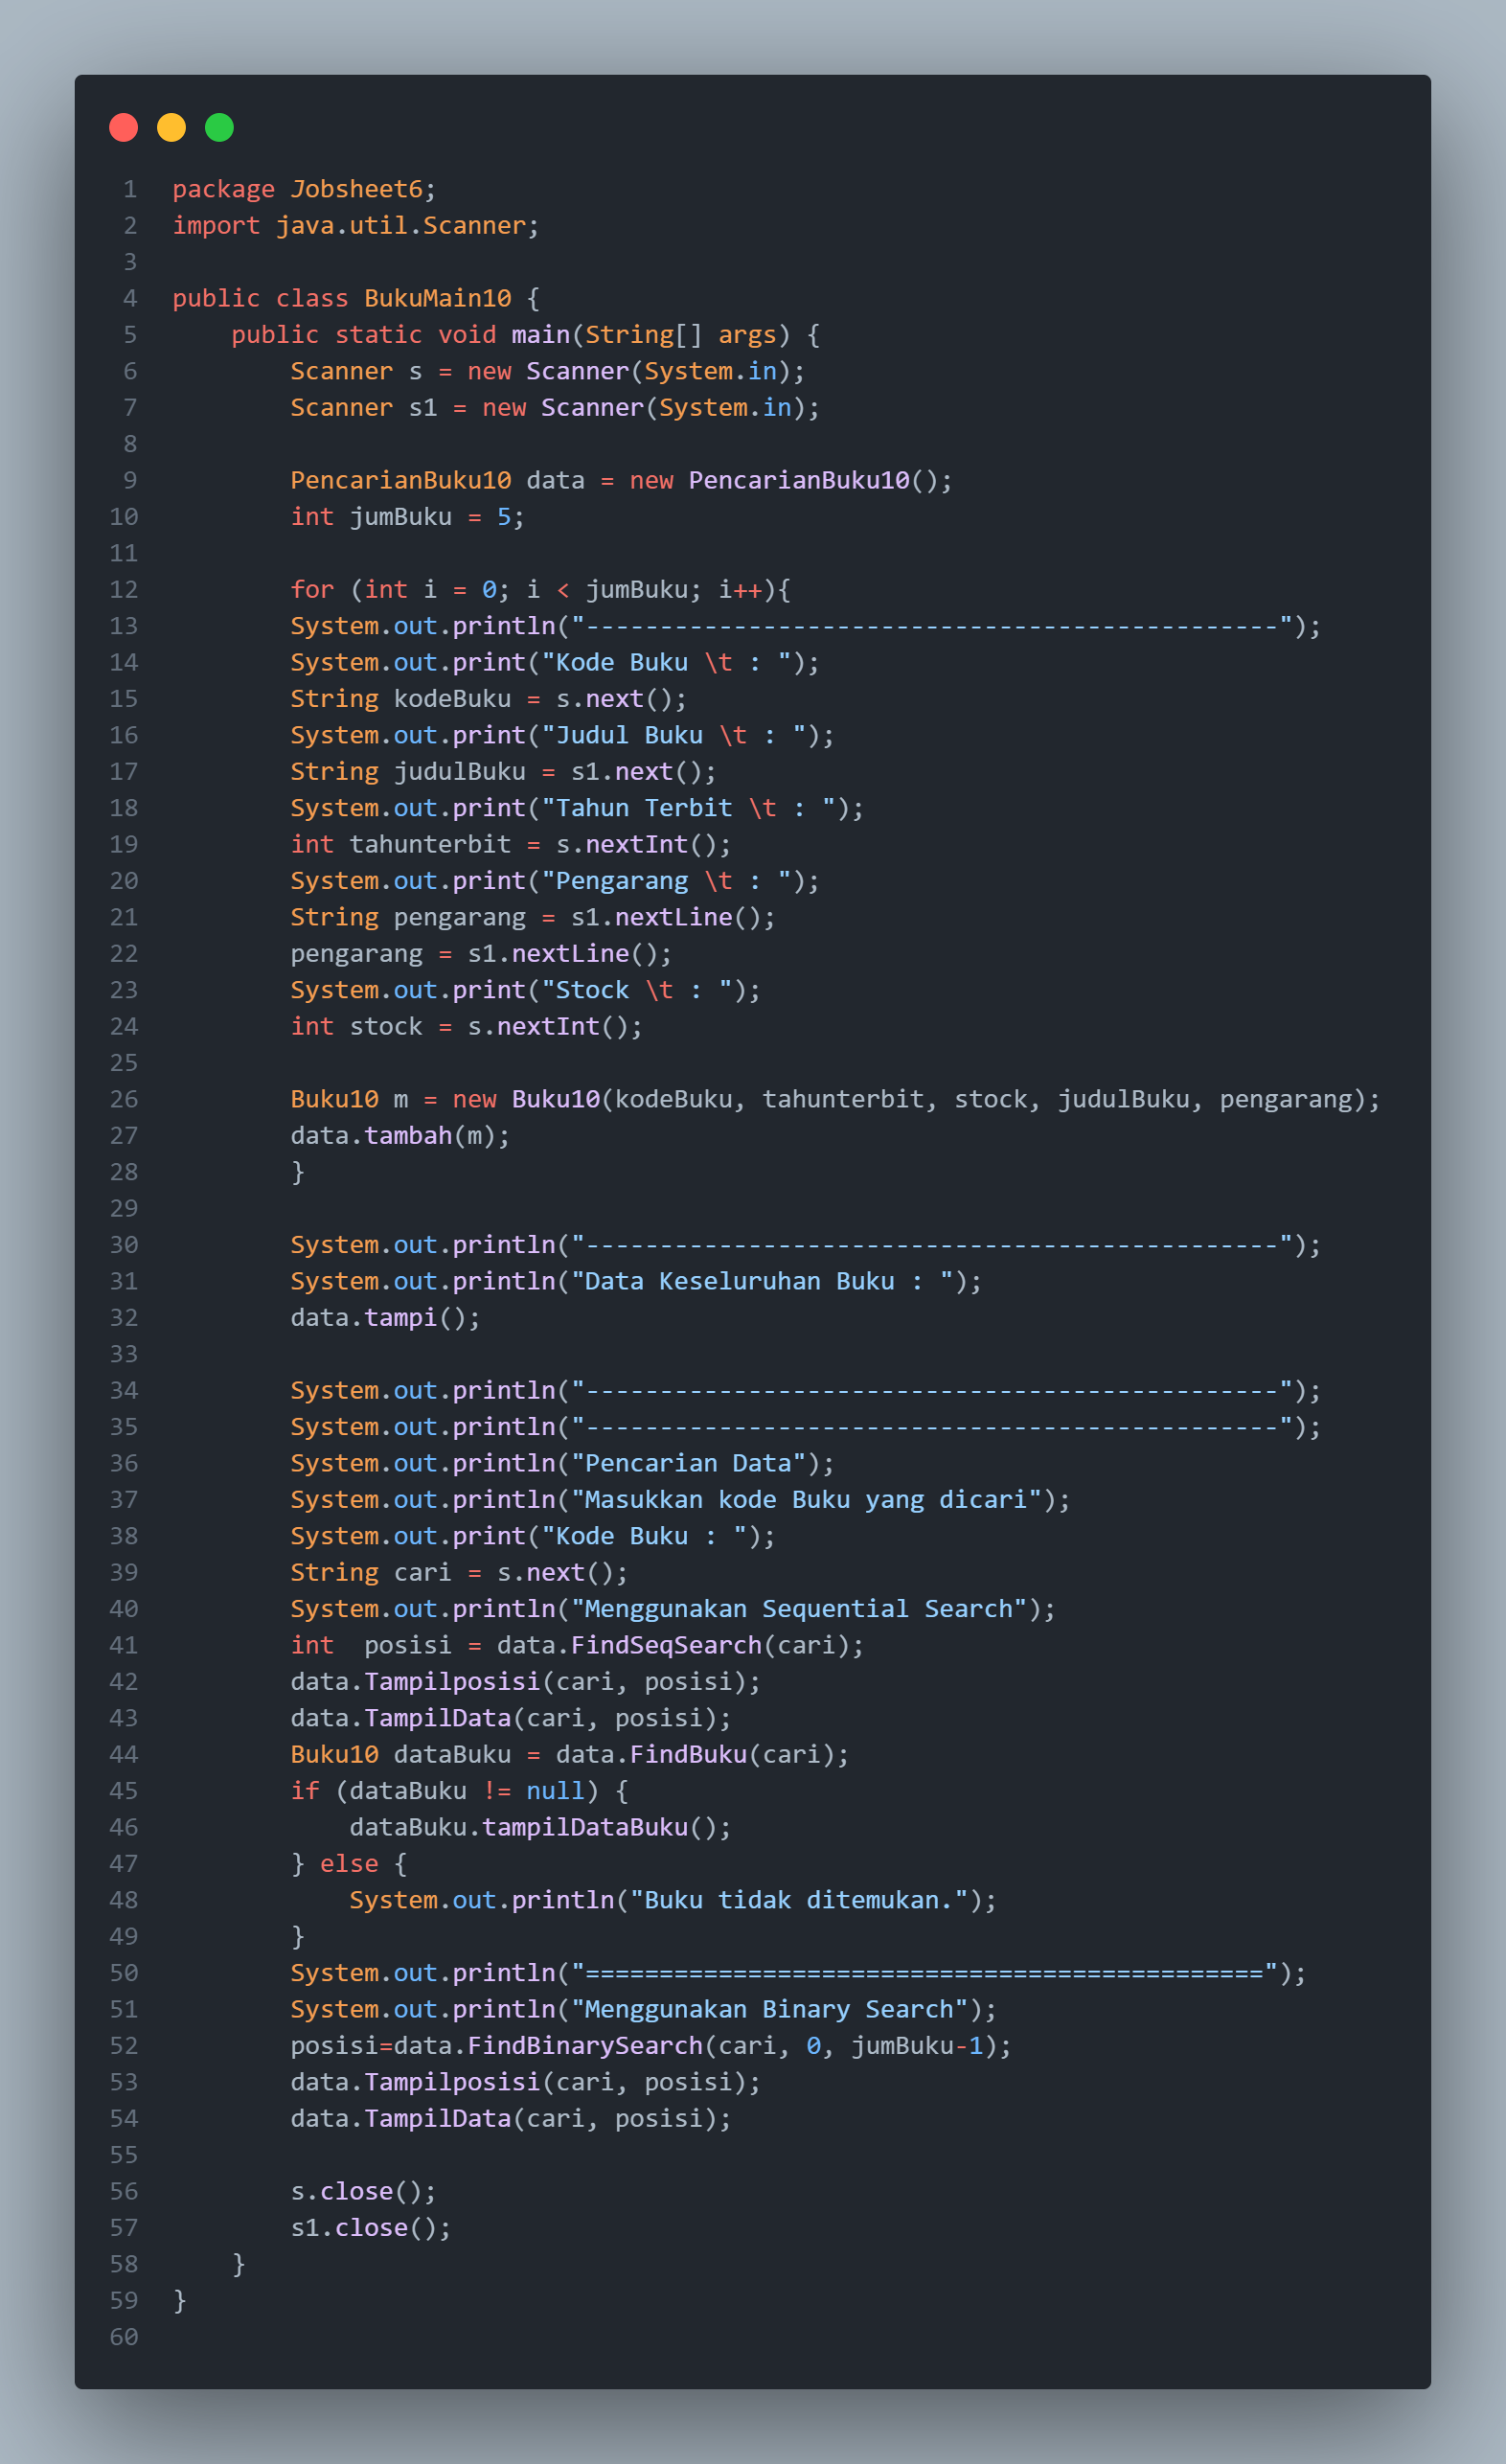 1 package Jobsheet6;
2 import java.util.Scanner;
3
4 public class BukuMain10 {
5     public static void main(String[] args) {
6         Scanner s = new Scanner(System.in);
7         Scanner s1 = new Scanner(System.in);
8
9         PencarianBuku10 data = new PencarianBuku10();
10         int jumBuku = 5;
11
12         for (int i = 0; i < jumBuku; i++){
13         System.out.println("-----------------------------------------------");
14         System.out.print("Kode Buku \t : ");
15         String kodeBuku = s.next();
16         System.out.print("Judul Buku \t : ");
17         String judulBuku = s1.next();
18         System.out.print("Tahun Terbit \t : ");
19         int tahunterbit = s.nextInt();
20         System.out.print("Pengarang \t : ");
21         String pengarang = s1.nextLine();
22         pengarang = s1.nextLine();
23         System.out.print("Stock \t : ");
24         int stock = s.nextInt();
25
26         Buku10 m = new Buku10(kodeBuku, tahunterbit, stock, judulBuku, pengarang);
27         data.tambah(m);
28         }
29
30         System.out.println("-----------------------------------------------");
31         System.out.println("Data Keseluruhan Buku : ");
32         data.tampi();
33
34         System.out.println("-----------------------------------------------");
35         System.out.println("-----------------------------------------------");
36         System.out.println("Pencarian Data");
37         System.out.println("Masukkan kode Buku yang dicari");
38         System.out.print("Kode Buku : ");
39         String cari = s.next();
40         System.out.println("Menggunakan Sequential Search");
41         int  posisi = data.FindSeqSearch(cari);
42         data.Tampilposisi(cari, posisi);
43         data.TampilData(cari, posisi);
44         Buku10 dataBuku = data.FindBuku(cari);
45         if (dataBuku != null) {
46             dataBuku.tampilDataBuku();
47         } else {
48             System.out.println("Buku tidak ditemukan.");
49         }
50         System.out.println("==============================================");
51         System.out.println("Menggunakan Binary Search");
52         posisi=data.FindBinarySearch(cari, 0, jumBuku-1);
53         data.Tampilposisi(cari, posisi);
54         data.TampilData(cari, posisi);
55
56         s.close();
57         s1.close();
58     }
59 }
60